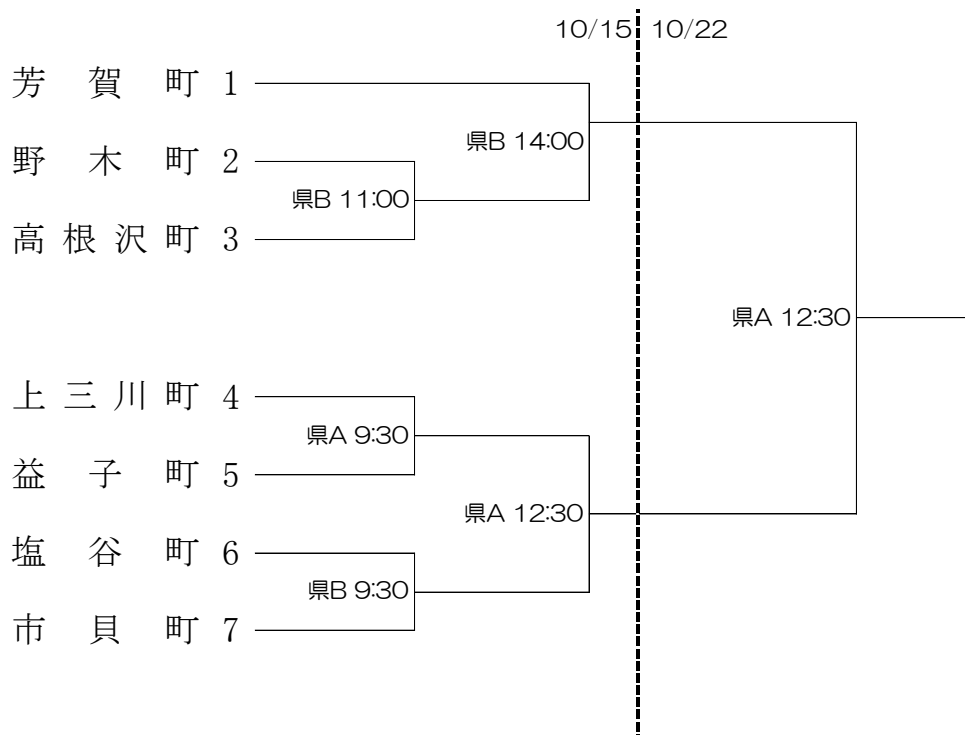 10/15 10/22
芳賀町 1
県B 14:00
野木町 2
県B 11:00
高根沢町 3
県A 12:30
上三川町 4
県A 9:30
益子町 5
県A 12:30
塩谷町 6
県B 9:30
市貝町 7